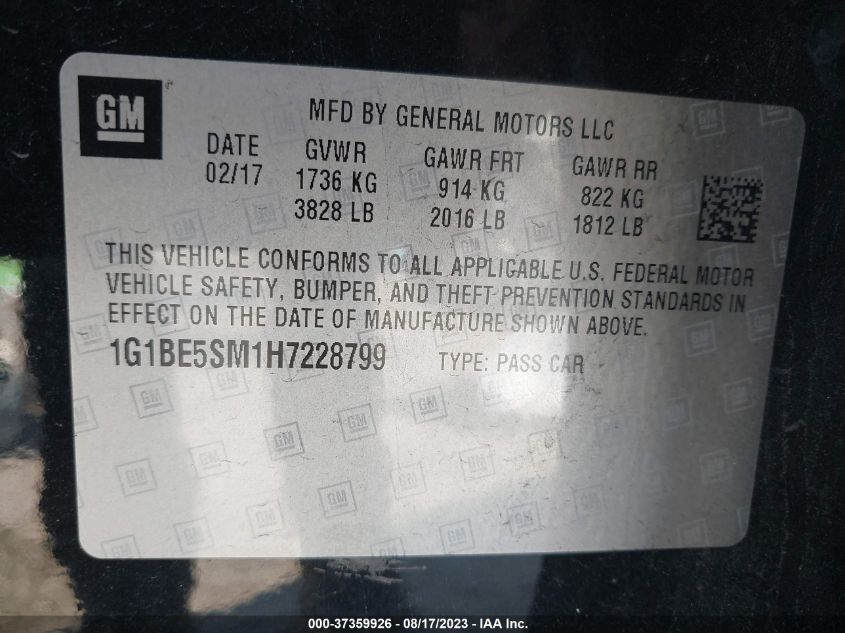 GM
MFD BY GENERAL MOTORS LLC
DATE GVWR GAWR FRT GAWR RR
02/17 1736 KG 914 KG 822 KG
3828 LB 2016 LB 1812 LB
THIS VEHICLE CONFORMS TO ALL APPLICABLE U.S. FEDERAL MOTOR
VEHICLE SAFETY, BUMPER, AND THEFT PREVENTION STANDARDS IN
EFFECT ON THE DATE OF MANUFACTURE SHOWN ABOVE.
1G1BE5SM1H7228799 TYPE: PASS CAR
000-37359926 - 08/17/2023 - IAA Inc.